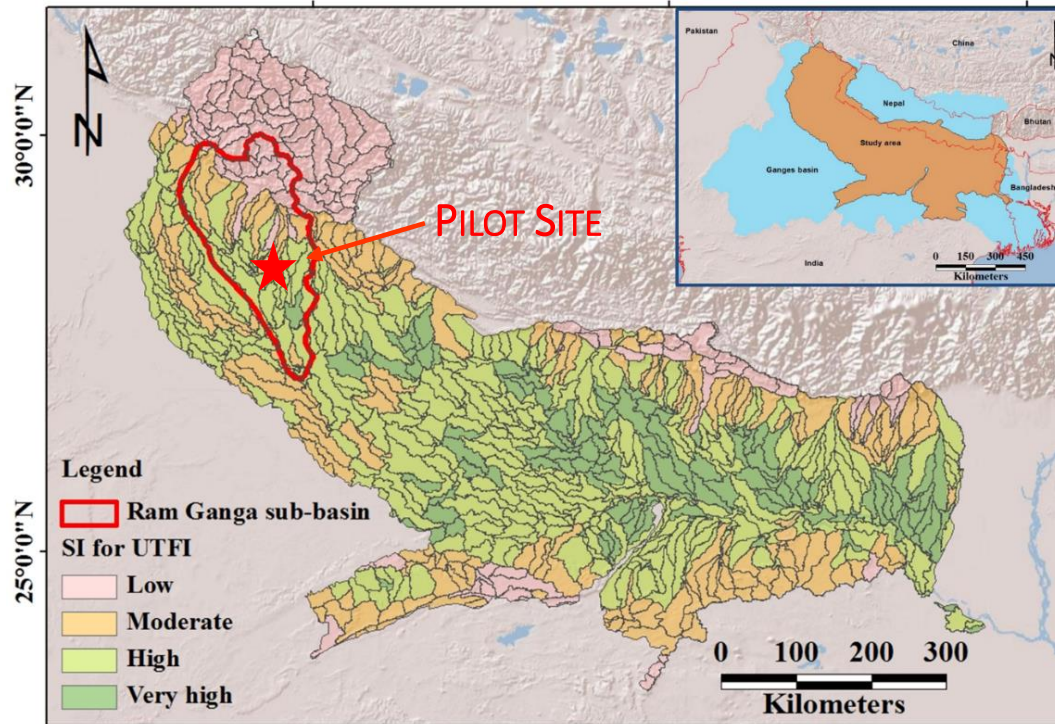 30°0'0"N
25°0'0"N
N
PILOT SITE
Pakistan
China
Nepal
Bhutan
Study area
Ganges basin
Bangladesh
India
0 150 300 450
Kilometers
Legend
Ram Ganga sub-basin
SI for UTFI
Low
Moderate
High
Very high
0 100 200 300
Kilometers